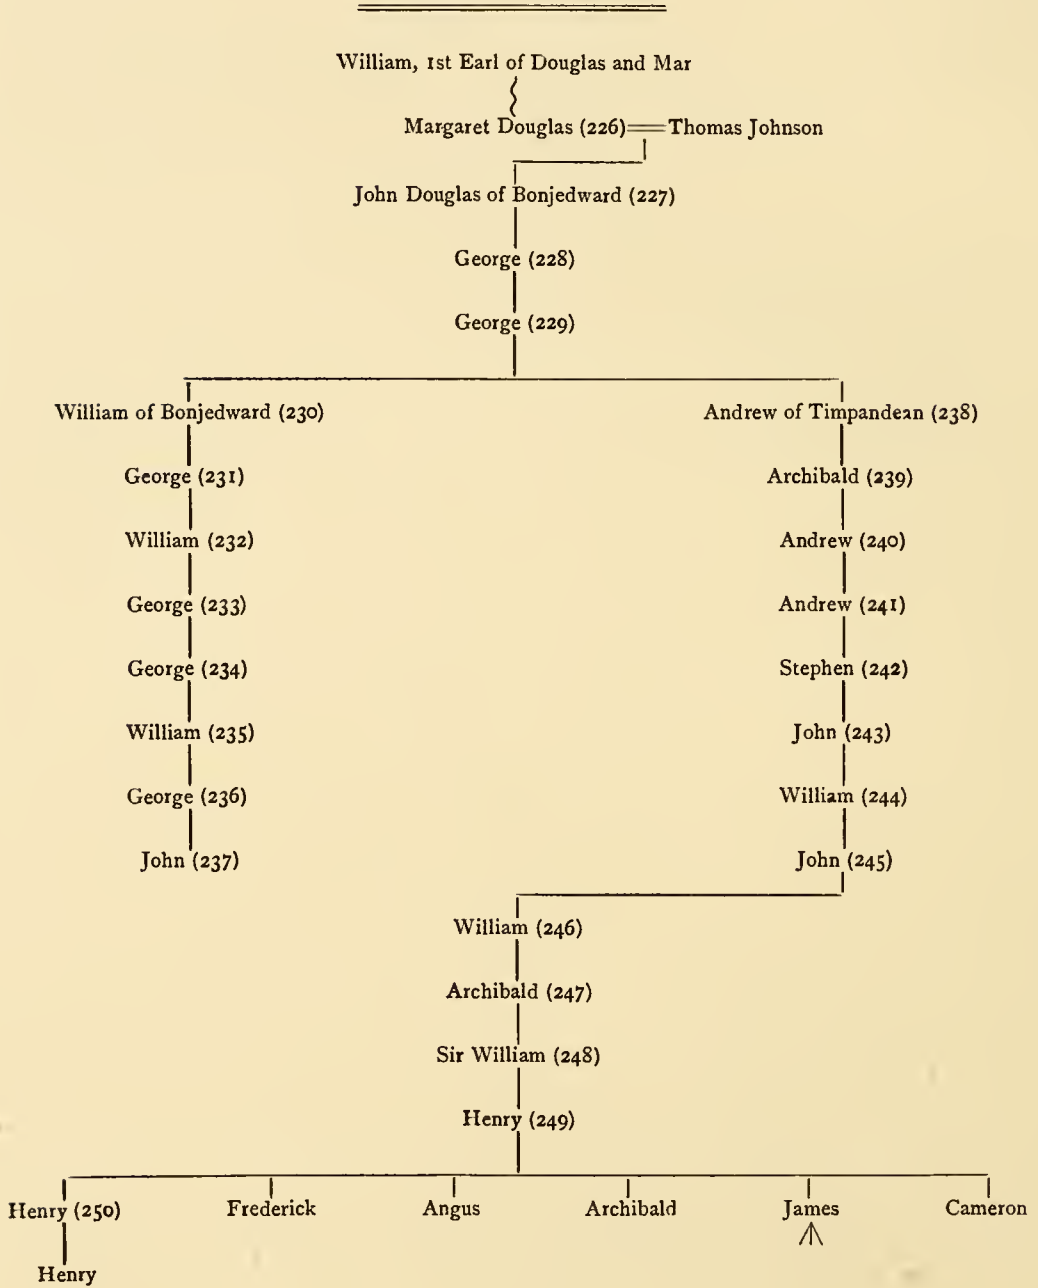 William, 1st Earl of Douglas and Mar
Margaret Douglas (226) Thomas Johnson
John Douglas of Bonjedward (227)
George (228)
George (229)
William of Bonjedward (230) Andrew of Timpandean (238)
George (231) Archibald (239)
William (232) Andrew (240)
George (233) Andrew (241)
George (234) Stephen (242)
William (235) John (243)
George (236) William (244)
John (237) John (245)
William (246)
Archibald (247)
Sir William (248)
Henry (249)
Henry (250) Frederick Angus Archibald James Cameron
Henry